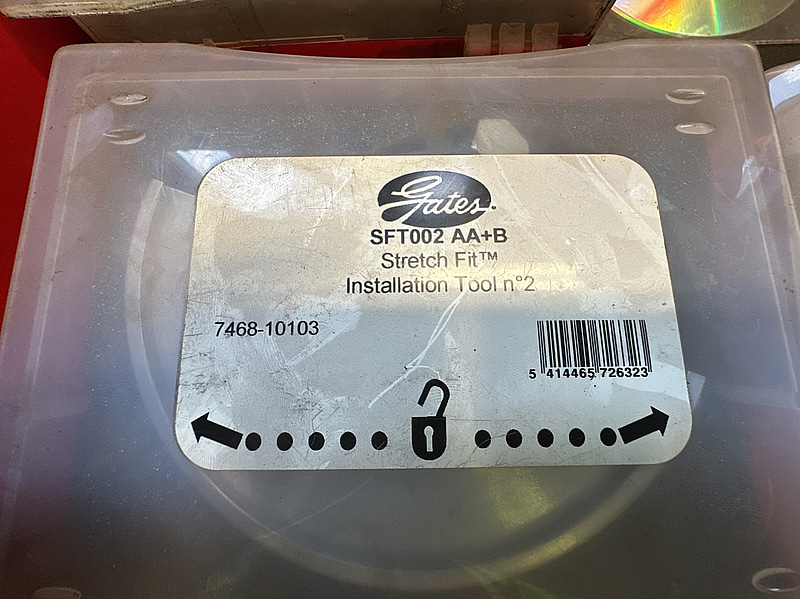 Gates
SFT002 AA+B
Stretch Fit™
Installation Tool n°2
7468-10103
5 414465 726323